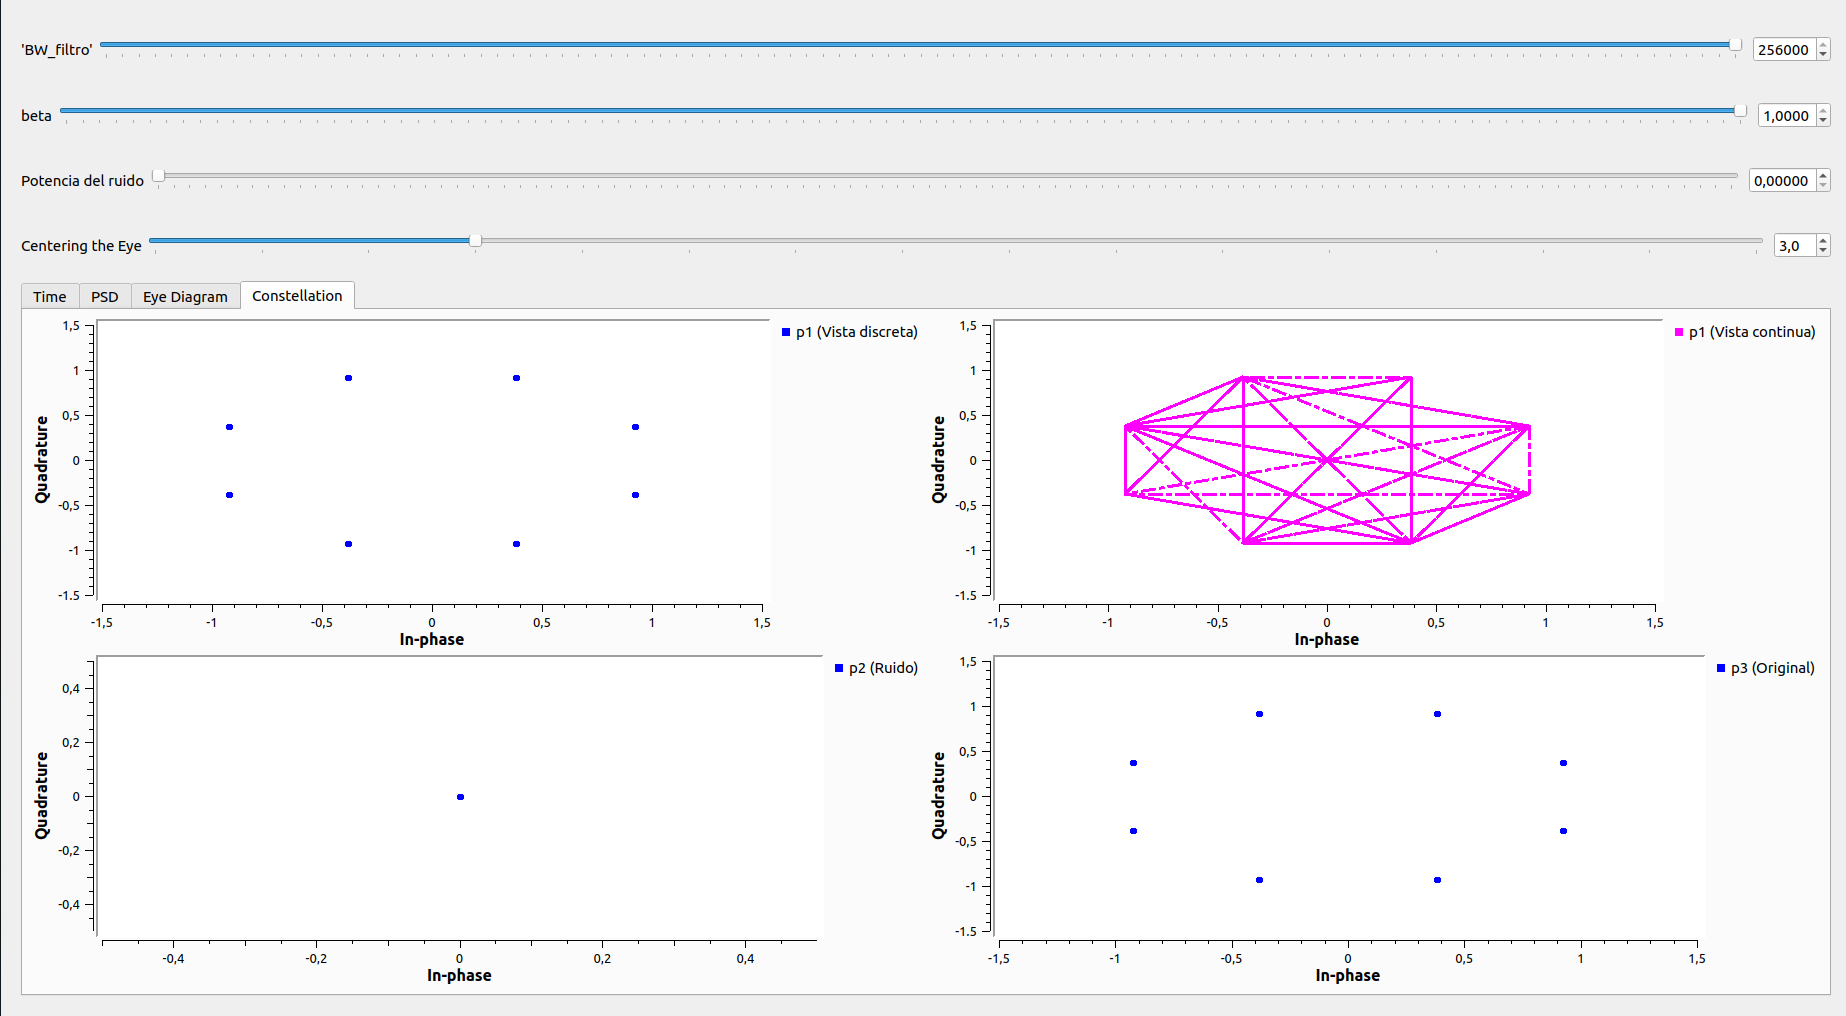 'BW_filtro' 256000
beta 1,0000
Potencia del ruido 0,00000
Centering the Eye 3,0
Time PSD Eye Diagram Constellation
p1 (Vista discreta)
1,5
1
0,5
0
-0,5
-1
-1.5
Quadrature
-1,5 -1 -0,5 0 0,5 1 1,5
In-phase
p1 (Vista continua)
1,5
1
0,5
0
-0,5
-1
-1.5
Quadrature
-1,5 -1 -0,5 0 0,5 1 1,5
In-phase
p2 (Ruido)
0,4
0,2
0
-0,2
-0,4
Quadrature
-0,4 -0,2 0 0,2 0,4
In-phase
p3 (Original)
1,5
1
0,5
0
-0,5
-1
-1.5
Quadrature
-1,5 -1 -0,5 0 0,5 1 1,5
In-phase